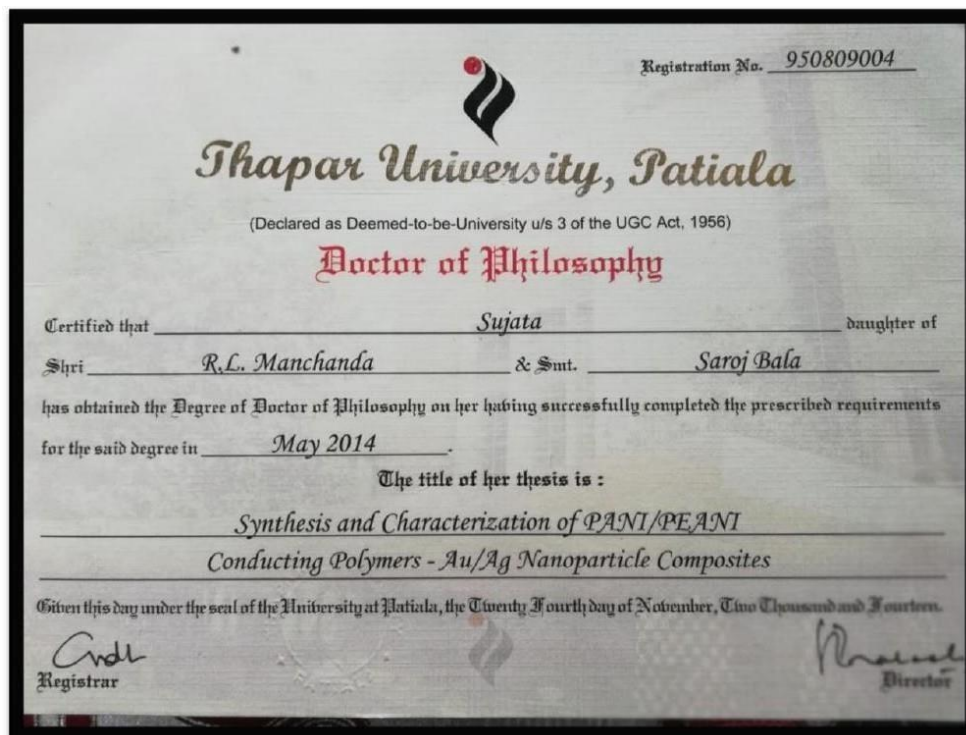 Registration No. 950809004
Thapar University, Patiala
(Declared as Deemed-to-be-University u/s 3 of the UGC Act, 1956)
Doctor of Philosophy
Certified that Sujata daughter of
Shri R.L. Manchanda & Smt. Saroj Bala
has obtained the Degree of Doctor of Philosophy on her having successfully completed the prescribed requirements
for the said degree in May 2014.
The title of her thesis is :
Synthesis and Characterization of PANI/PEANI
Conducting Polymers - Au/Ag Nanoparticle Composites
Given this day under the seal of the University at Patiala, the Twenty Fourth day of November, Two Thousand and Fourteen.
Registrar Director